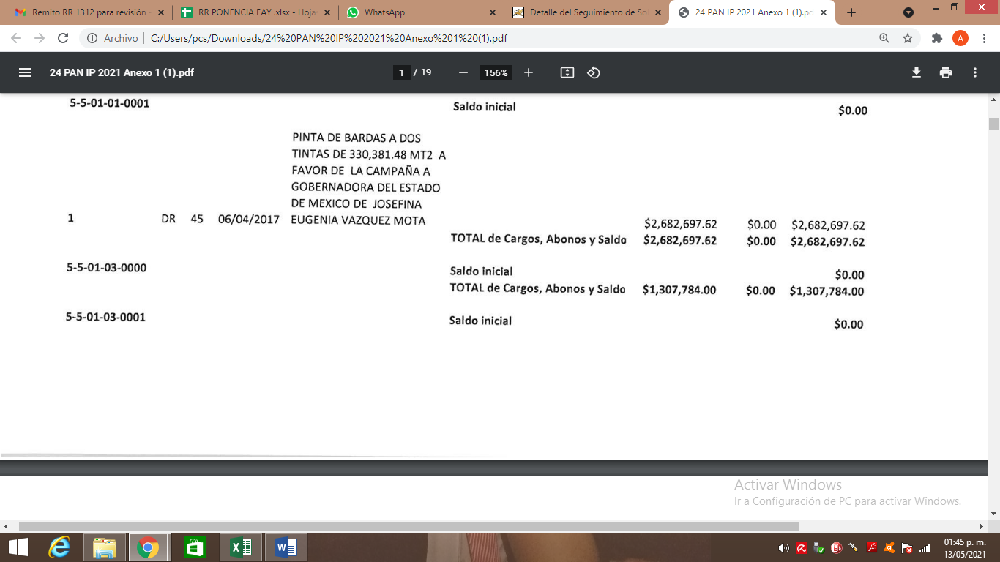 Remito RR 1312 para revisión
RR PONENCIA EAY .xlsx - Hoja
WhatsApp
Detalle del Seguimiento de So
24 PAN IP 2021 Anexo 1 (1).pd
Archivo C:/Users/pcs/Downloads/24%20PAN%20IP%202021%20Anexo%201%20(1).pdf
A
24 PAN IP 2021 Anexo 1 (1).pdf
1 / 19
156%
5-5-01-01-0001 Saldo inicial $0.00
PINTA DE BARDAS A DOS
TINTAS DE 330,381.48 MT2 A
FAVOR DE LA CAMPAÑA A
GOBERNADORA DEL ESTADO
DE MEXICO DE JOSEFINA
1 DR 45 06/04/2017 EUGENIA VAZQUEZ MOTA $2,682,697.62 $0.00 $2,682,697.62
TOTAL de Cargos, Abonos y Saldo $2,682,697.62 $0.00 $2,682,697.62
5-5-01-03-0000 Saldo inicial $0.00
TOTAL de Cargos, Abonos y Saldo $1,307,784.00 $0.00 $1,307,784.00
5-5-01-03-0001 Saldo inicial $0.00
Activar Windows
Ir a Configuración de PC para activar Windows.
01:45 p. m.
13/05/2021